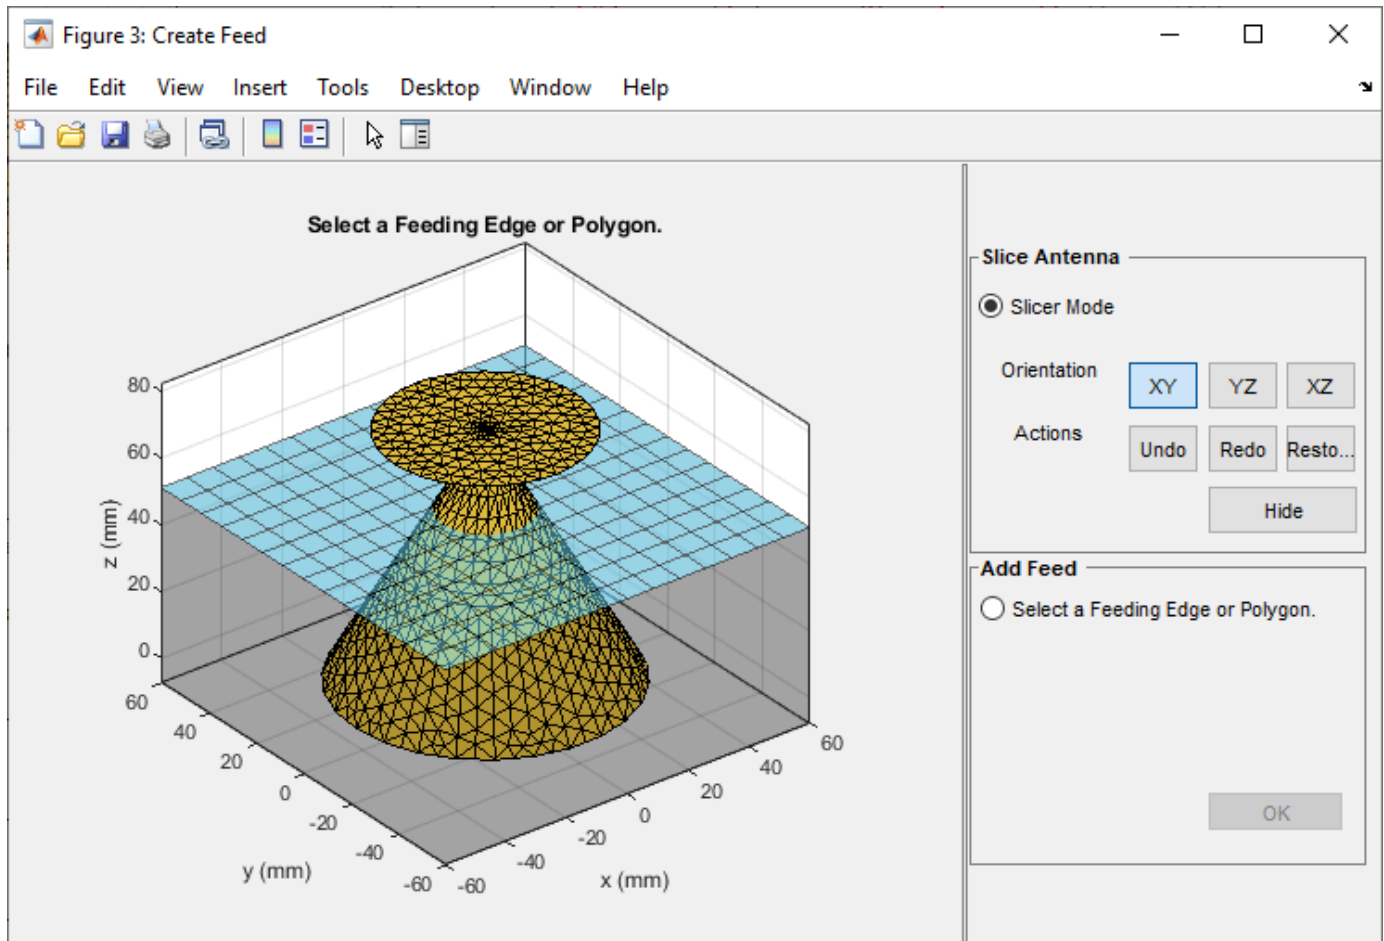 Figure 3: Create Feed
File Edit View Insert Tools Desktop Window Help
Select a Feeding Edge or Polygon.
80
60
40
20
0
z (mm)
60
40
20
0
-20
-40
-60
y (mm)
-60
-40
-20
0
20
40
60
x (mm)
Slice Antenna
Slicer Mode
Orientation XY YZ XZ
Actions Undo Redo Resto...
Hide
Add Feed
Select a Feeding Edge or Polygon.
OK